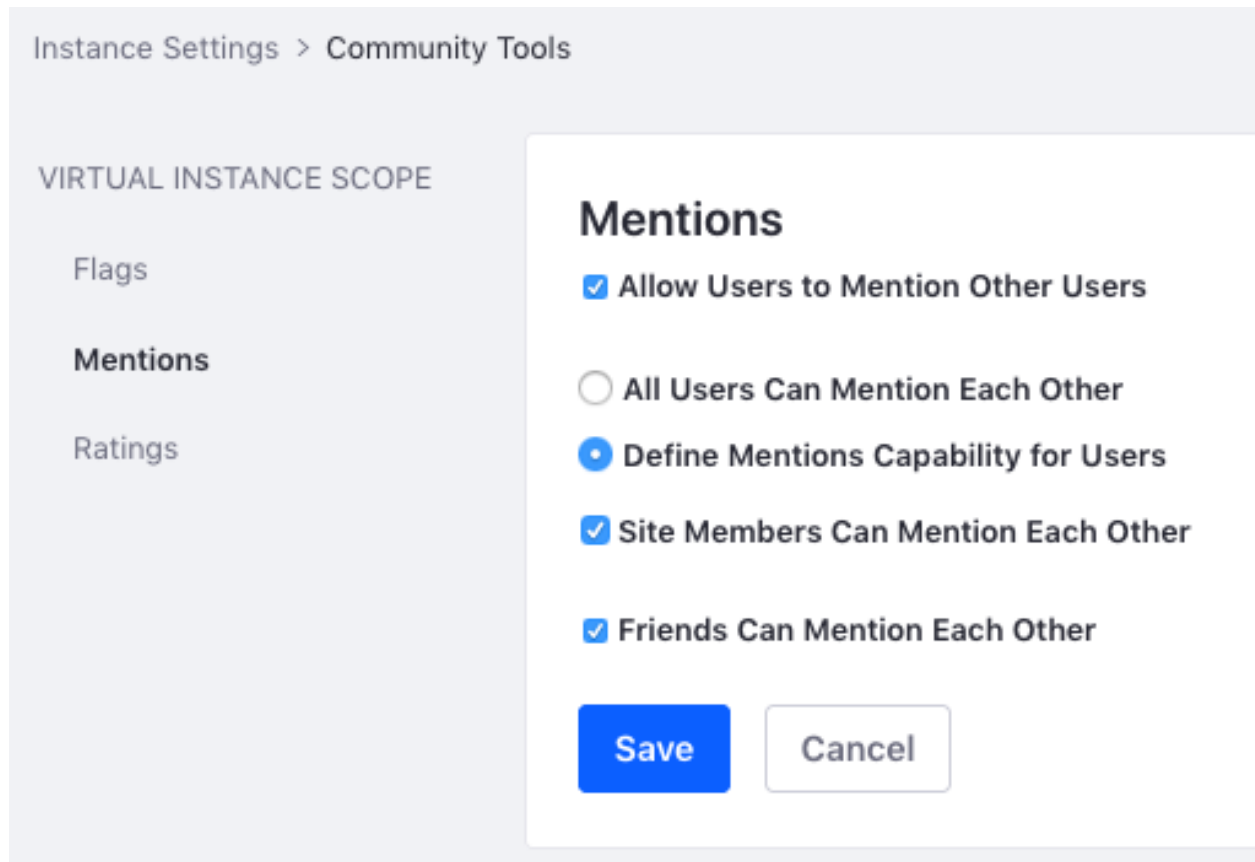 Instance Settings > Community Tools
VIRTUAL INSTANCE SCOPE
Flags
Mentions
Ratings
Mentions
Allow Users to Mention Other Users
All Users Can Mention Each Other
Define Mentions Capability for Users
Site Members Can Mention Each Other
Friends Can Mention Each Other
Save Cancel